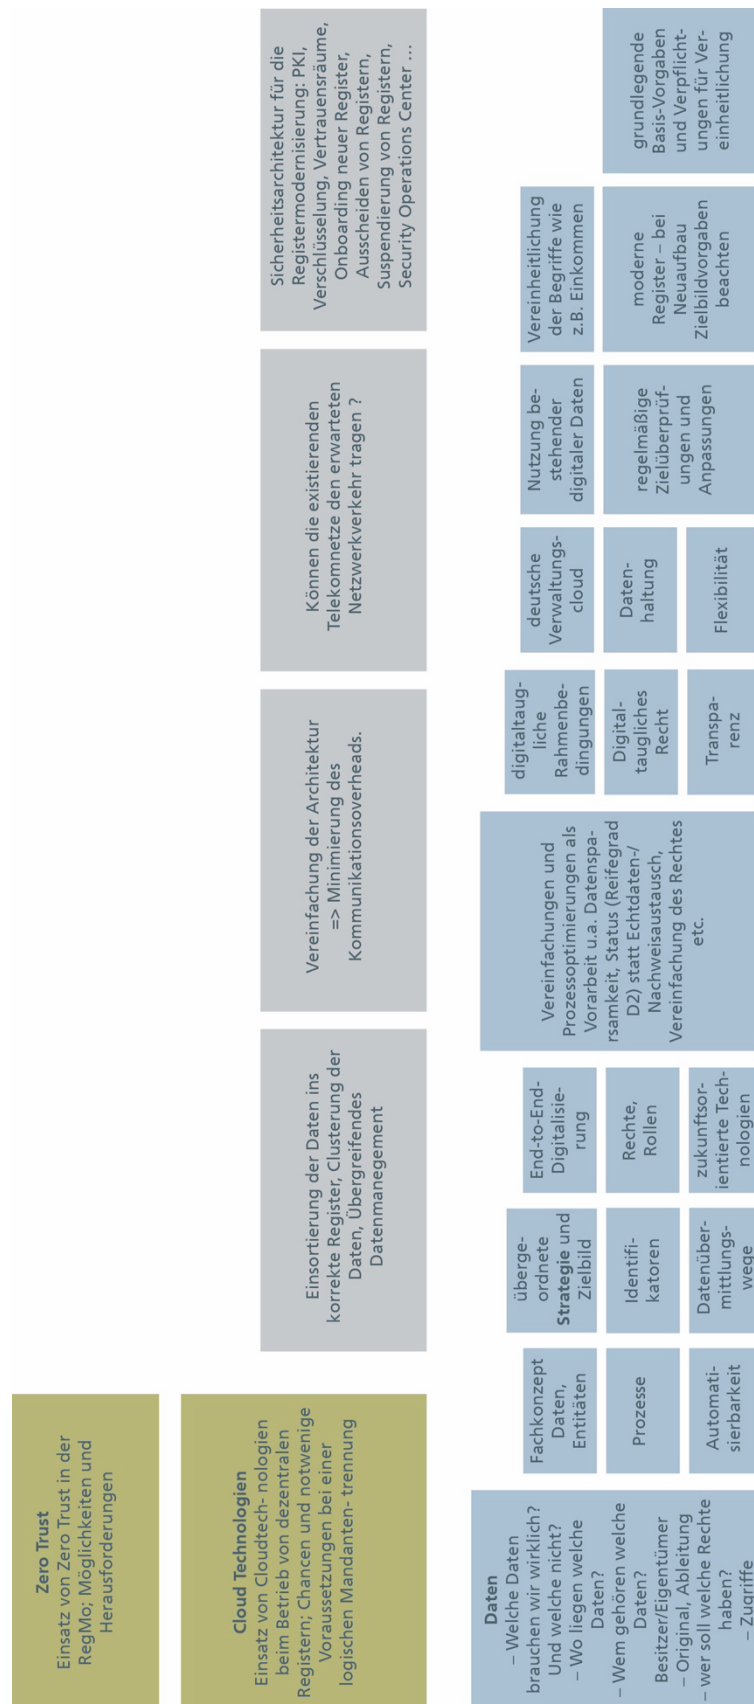 Zero Trust
Einsatz von Zero Trust in der
RegMo; Möglichkeiten und
Herausforderungen
Cloud Technologien
Einsatz von Cloudtech- nologien
beim Betrieb von dezentralen
Registern; Chancen und notwenige
Voraussetzungen bei einer
logischen Mandanten- trennung
Einsortierung der Daten ins
korrekte Register, Clusterung der
Daten, Übergreifendes
Datenmanegement
Vereinfachung der Architektur
=> Minimierung des
Kommunikationsoverheads.
Können die existierenden
Telekomnetze den erwarteten
Netzwerkverkehr tragen ?
Sicherheitsarchitektur für die
Registermodernisierung: PKI,
Verschlüsselung, Vertrauensräume,
Onboarding neuer Register,
Ausscheiden von Registern,
Suspendierung von Registern,
Security Operations Center ...
Daten
– Welche Daten
brauchen wir wirklich?
Und welche nicht?
– Wo liegen welche
Daten?
– Wem gehören welche
Daten?
Besitzer/Eigentümer
– Original, Ableitung
– wer soll welche Rechte
haben?
– Zugriffe
Fachkonzept
Daten,
Entitäten
Prozesse
Automati-
sierbarkeit
überge-
ordnete
Strategie und
Zielbild
Identifi-
katoren
Datenüber-
mittlungs-
wege
End-to-End-
Digitalisie-
rung
Rechte,
Rollen
zukunftsor-
ientierte Tech-
nologien
Vereinfachungen und
Prozessoptimierungen als
Vorarbeit u.a. Datenspa-
rsamkeit, Status (Reifegrad
D2) statt Echtdaten-/
Nachweisaustausch,
Vereinfachung des Rechtes
etc.
digitaltaug-
liche
Rahmenbe-
dingungen
Digital-
taugliches
Recht
Transpa-
renz
deutsche
Verwaltungs-
cloud
Daten-
haltung
Flexibilität
Nutzung be-
stehender
digitaler Daten
regelmäßige
Zielüberprüf-
ungen und
Anpassungen
Vereinheitlichung
der Begriffe wie
z.B. Einkommen
moderne
Register – bei
Neuaufbau
Zielbildvorgaben
beachten
grundlegende
Basis-Vorgaben
und Verpflicht-
ungen für Ver-
einheitlichung